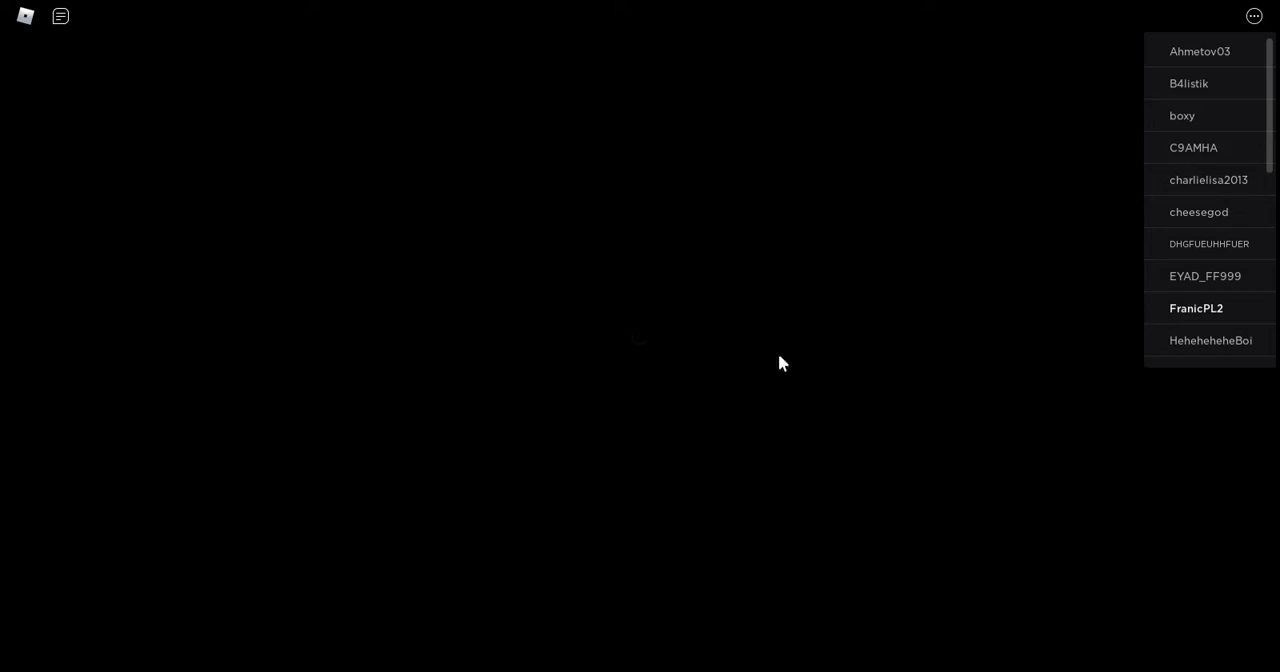 Ahmetov03
B4listik
boxy
C9AMHA
charlielisa2013
cheesegod
DHGFUEUHHFUER
EYAD_FF999
FranicPL2
HeheheheheBoi